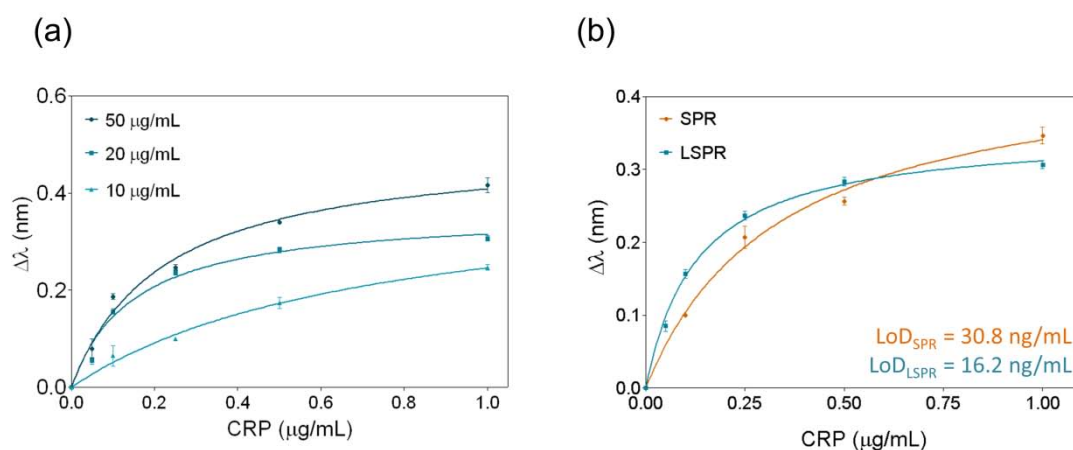 (a)
0.6
0.4
0.2
0.0
Δλ (nm)
50 μg/mL
20 μg/mL
10 μg/mL
0.0 0.2 0.4 0.6 0.8 1.0
CRP (μg/mL)
(b)
0.4
0.3
0.2
0.1
0.0
Δλ (nm)
SPR
LSPR
LoDSPR = 30.8 ng/mL
LoDLSPR = 16.2 ng/mL
0.00 0.25 0.50 0.75 1.00
CRP (μg/mL)